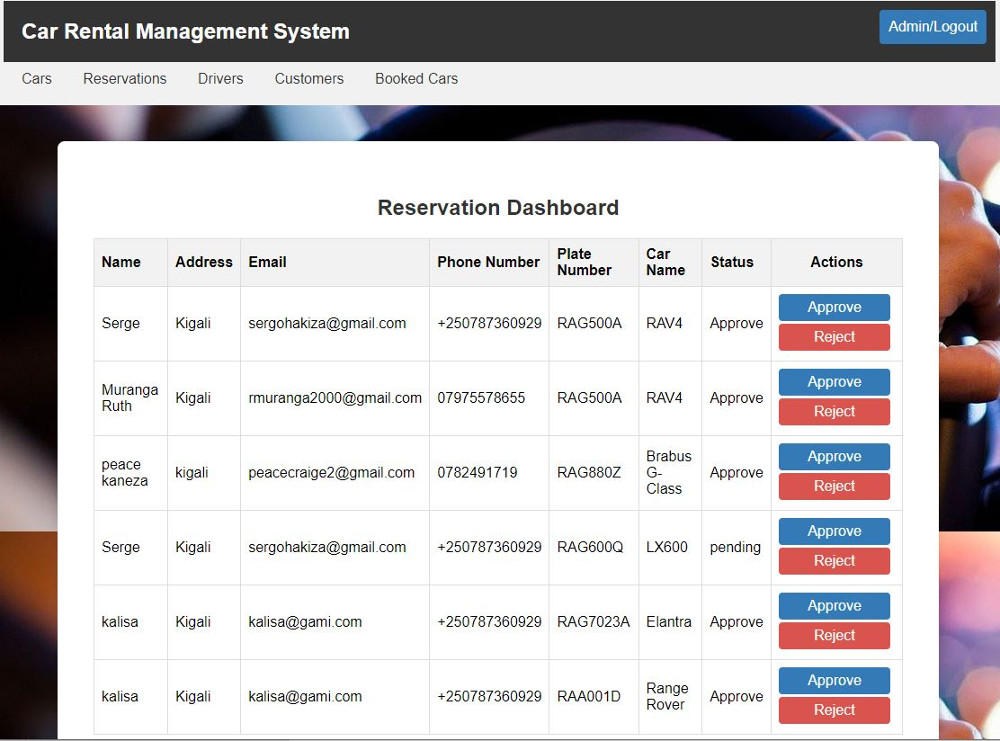 Car Rental Management System
Admin/Logout
Cars Reservations Drivers Customers Booked Cars
Reservation Dashboard
Name Address Email Phone Number Plate Number Car Name Status Actions
Serge Kigali sergohakiza@gmail.com +250787360929 RAG500A RAV4 Approve Approve
Reject
Muranga Ruth Kigali rmuranga2000@gmail.com 07975578655 RAG500A RAV4 Approve Approve
Reject
peace kaneza kigali peacecraige2@gmail.com 0782491719 RAG880Z Brabus G-Class Approve Approve
Reject
Serge Kigali sergohakiza@gmail.com +250787360929 RAG600Q LX600 pending Approve
Reject
kalisa Kigali kalisa@gami.com +250787360929 RAG7023A Elantra Approve Approve
Reject
kalisa Kigali kalisa@gami.com +250787360929 RAA001D Range Rover Approve Approve
Reject